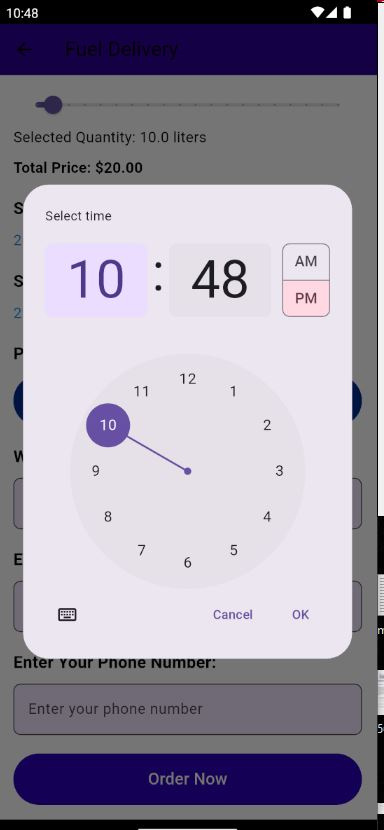 10:48
Fuel Delivery
Selected Quantity: 10.0 liters
Total Price: $20.00
S
Select time
10 : 48
AM
PM
2
S
2
P
12
11
1
10
2
9
3
8
4
7
5
6
W
E
Cancel
OK
Enter Your Phone Number:
Enter your phone number
Order Now